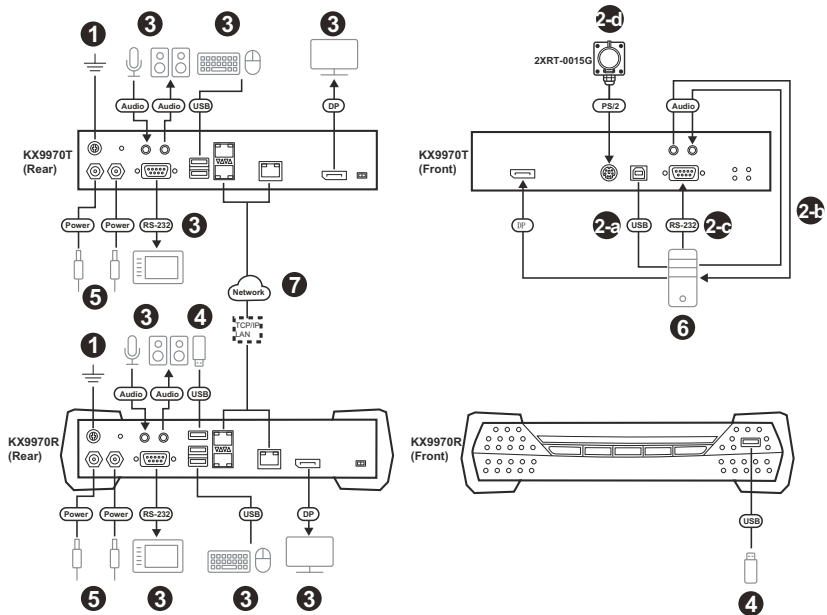 1
3
3
3
Audio
Audio
USB
DP
KX9970T
(Rear)
Power
Power
RS-232
3
5
7
Network
TCP/IP
LAN
1
3
4
Audio
Audio
USB
KX9970R
(Rear)
Power
Power
RS-232
USB
DP
5
3
3
3
2-d
2XRT-0015G
PS/2
Audio
KX9970T
(Front)
DP
2-a
USB
RS-232
2-c
2-b
6
KX9970R
(Front)
USB
4